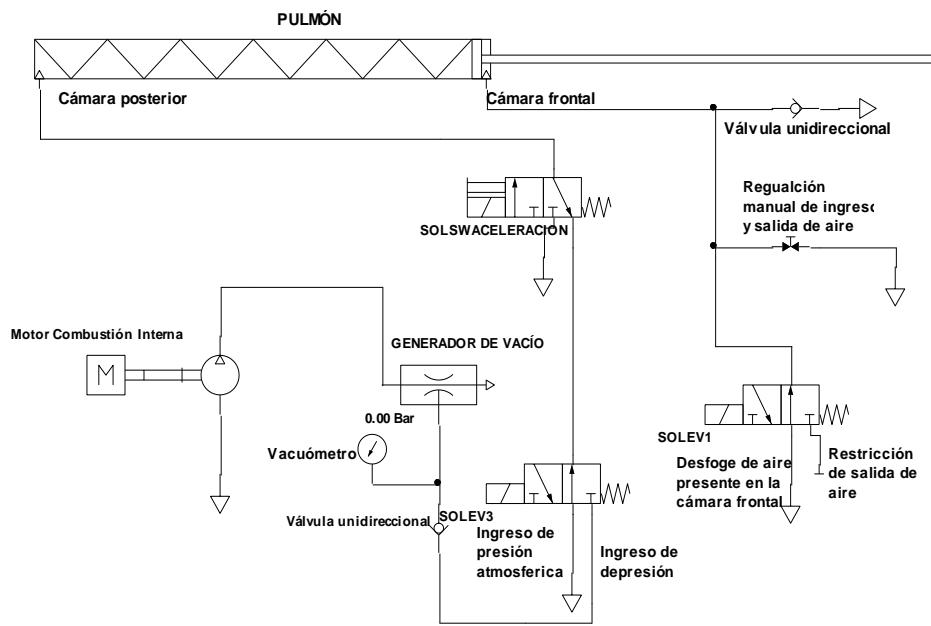 PULMÓN
Cámara posterior
Cámara frontal
Válvula unidireccional
Regualción
manual de ingreso
y salida de aire
SOLSWACELERACIÓN
Motor Combustión Interna
M
GENERADOR DE VACÍO
0.00 Bar
Vacuómetro
Válvula unidireccional
SOLEV3
Ingreso de
presión
atmosferica
Ingreso de
depresión
SOLEV1
Desfoge de aire
presente en la
cámara frontal
Restricción
de salida de
aire